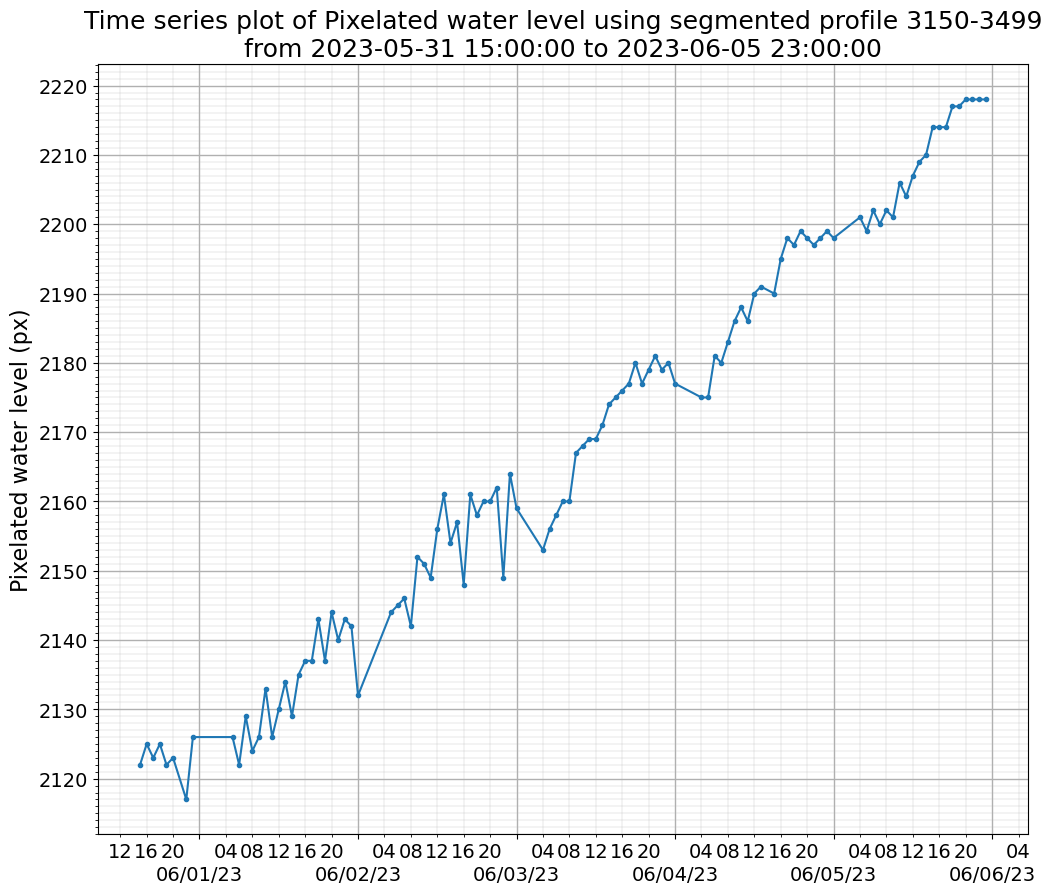 Time series plot of Pixelated water level using segmented profile 3150-3499
from 2023-05-31 15:00:00 to 2023-06-05 23:00:00
Pixelated water level (px)
2220
2210
2200
2190
2180
2170
2160
2150
2140
2130
2120
12 16 20 04 08 12 16 20 04 08 12 16 20 04 08 12 16 20 04 08 12 16 20 04 08 12 16 20 04
06/01/23 06/02/23 06/03/23 06/04/23 06/05/23 06/06/23